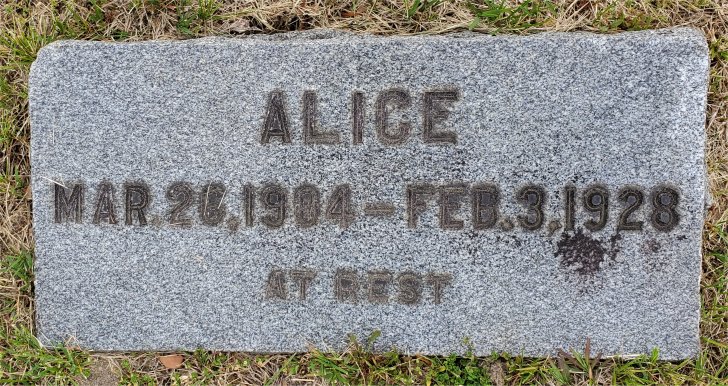 ALICE
MAR. 26, 1904 – FEB. 3, 1928
AT REST